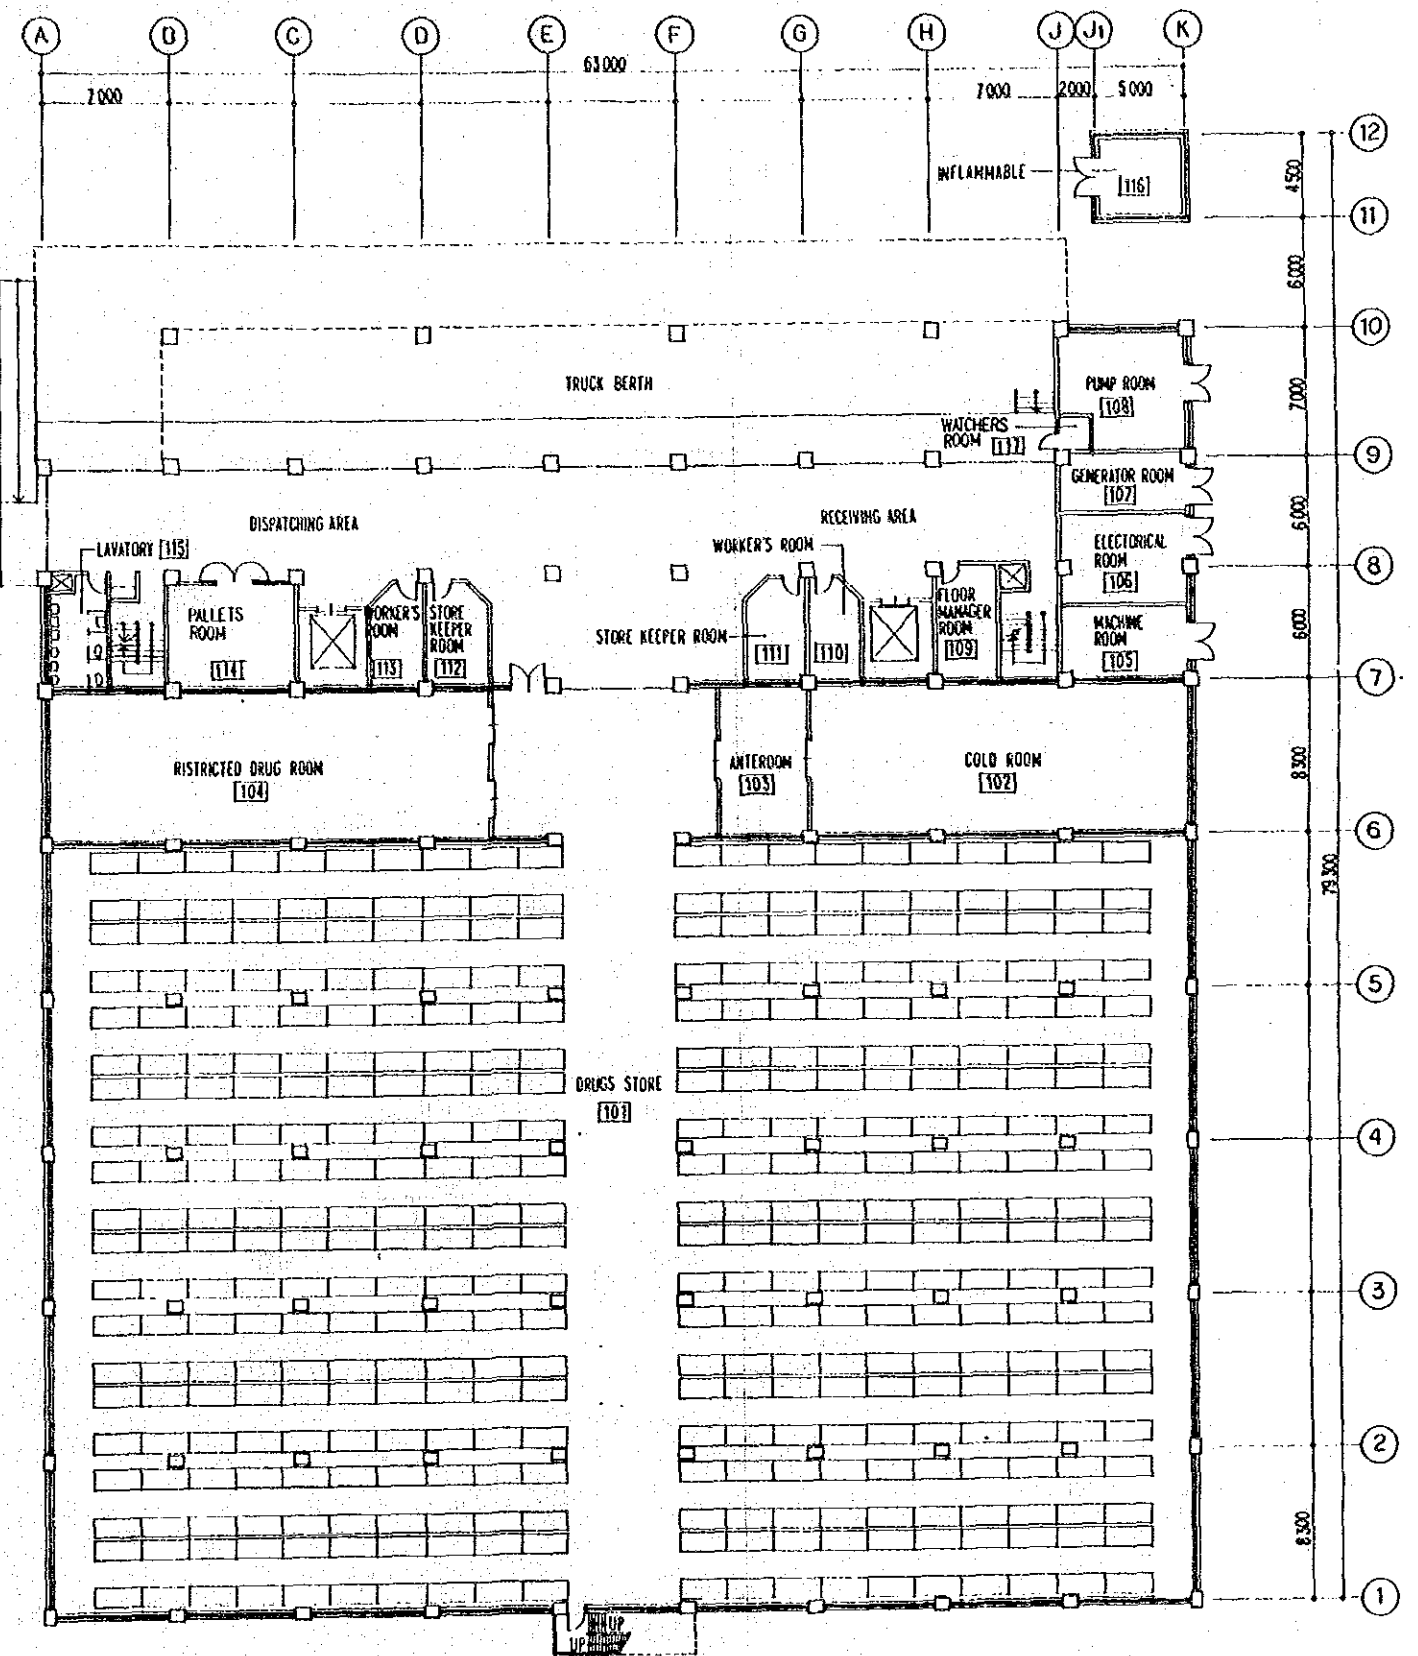 A B C D E F G H J J1 K
63000
7000 7000 2000 5000
12
INFLAMMABLE
116
4500
11
6000
10
TRUCK BERTH
PUMP ROOM
108
7000
WATCHERS
ROOM 117
9
GENERATOR ROOM
107
DISPATCHING AREA
RECEIVING AREA
6000
LAVATORY 115
WORKER'S ROOM
ELECTORICAL
ROOM
106
8
PALLETS
ROOM
114
WORKER'S
ROOM
113
STORE
KEEPER
ROOM
112
STORE KEEPER ROOM
111
110
FLOOR
MANAGER
ROOM
109
MACHINE
ROOM
105
6000
7
RISTRICTED DRUG ROOM
104
ANTEROOM
103
COLD ROOM
102
8300
6
79300
5
DRUGS STORE
101
4
3
2
8300
1
UP
UP